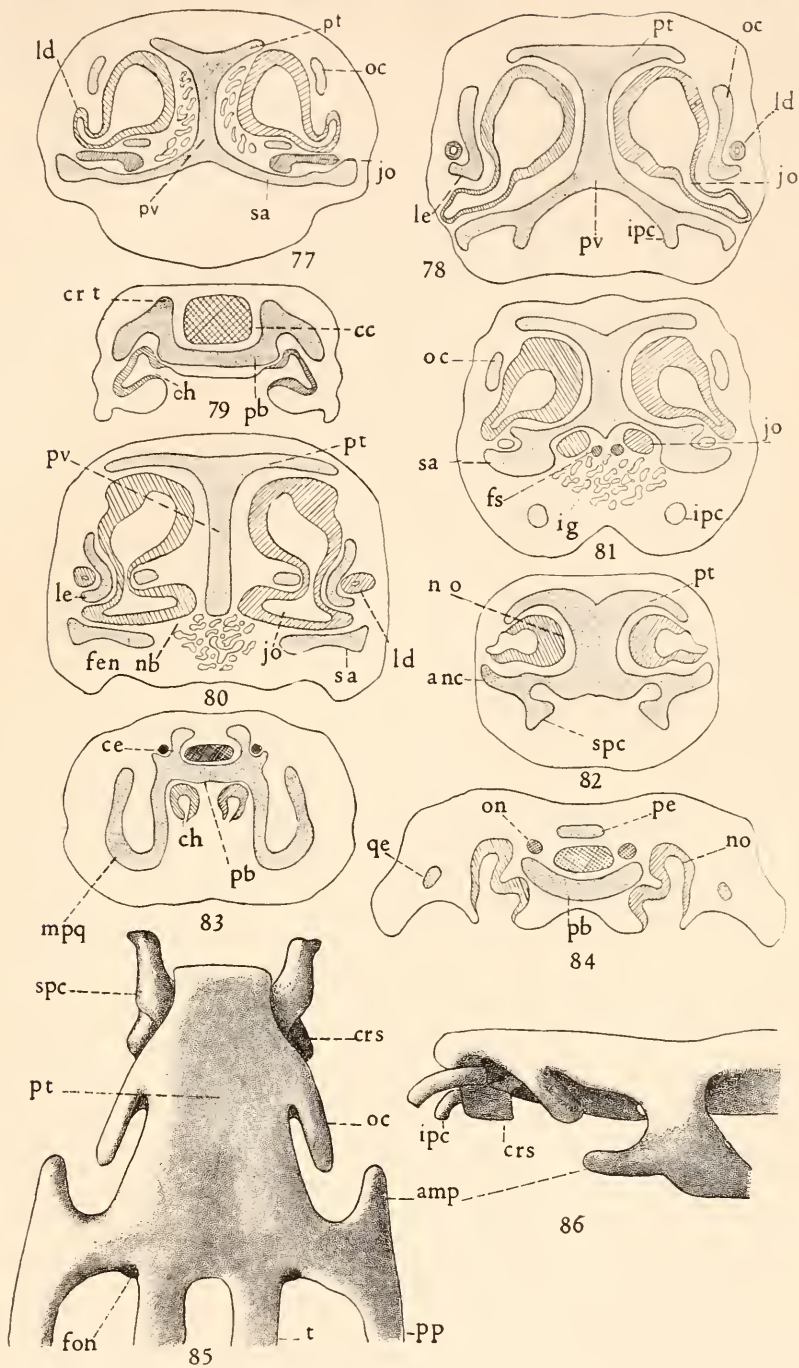 pt
ld
oc
pv
sa
jo
77
pt
oc
ld
jo
le
pv
ipc
78
cr t
cc
ch
79
pb
oc
jo
sa
fs
ig
ipc
81
pv
pt
le
fen
nb
jo
sa
ld
80
no
pt
anc
spc
82
ce
ch
pb
mpq
83
on
pe
qe
no
pb
84
spc
crs
pt
oc
amp
fon
t
pp
85
ipc
crs
86